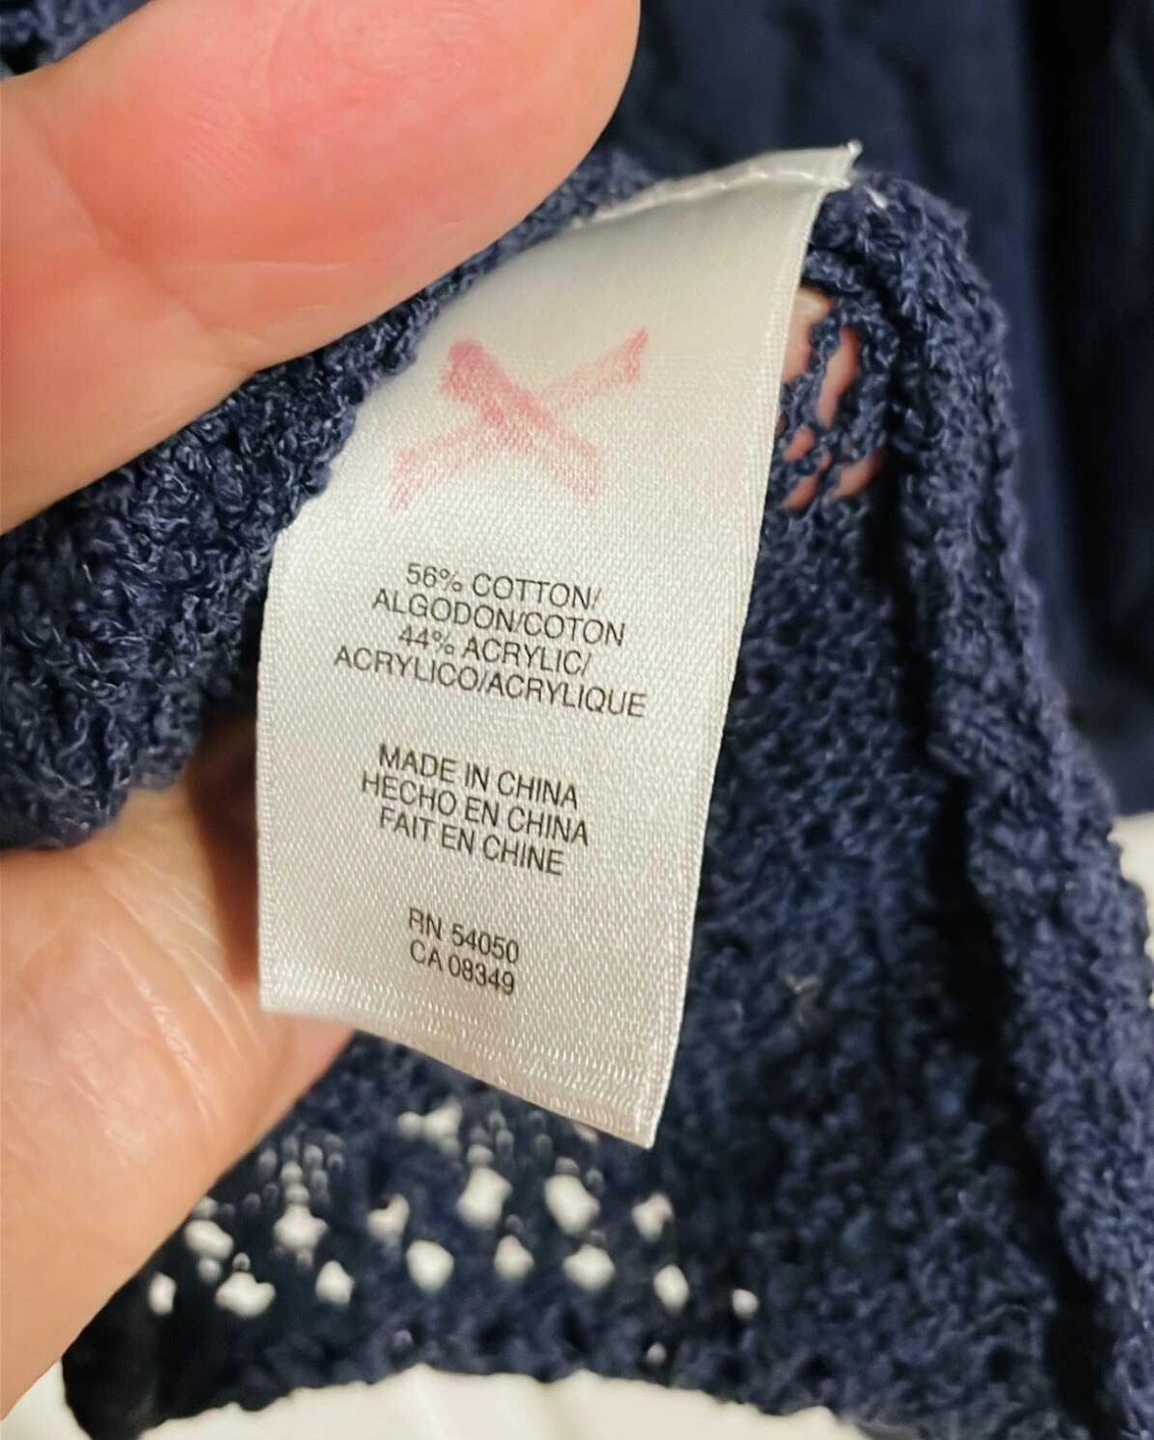 56% COTTON/
ALGODON/COTON
44% ACRYLIC/
ACRYLICO/ACRYLIQUE
MADE IN CHINA
HECHO EN CHINA
FAIT EN CHINE
RN 54050
CA 08349